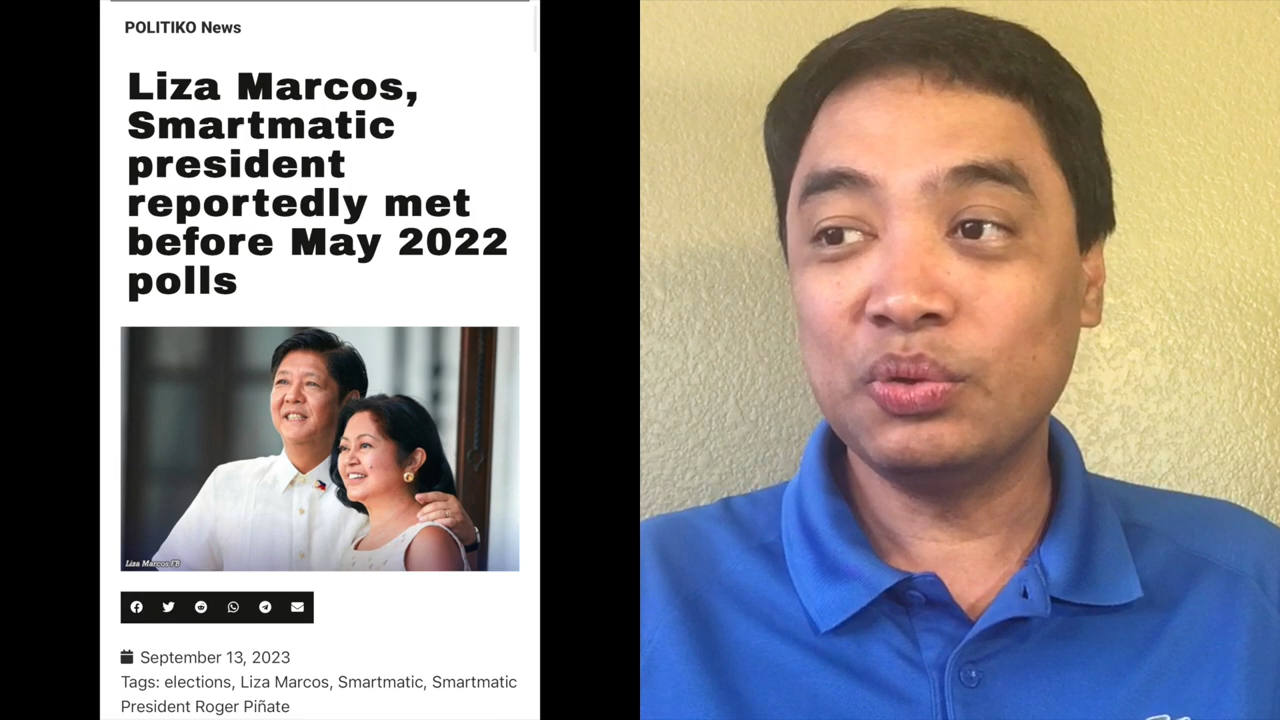 POLITIKO News
Liza Marcos,
Smartmatic
president
reportedly met
before May 2022
polls
Liza Marcos FB
September 13, 2023
Tags: elections, Liza Marcos, Smartmatic, Smartmatic
President Roger Piñate